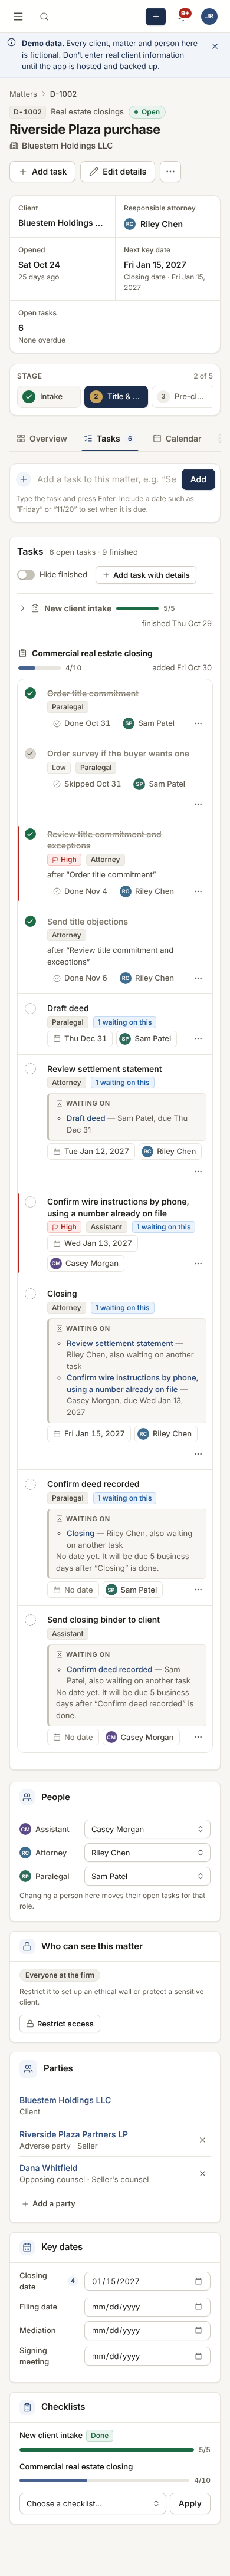 9+
JR
Demo data. Every client, matter and person here
is fictional. Don't enter real client information
until the app is hosted and backed up.
Matters › D-1002
D-1002 Real estate closings Open
Riverside Plaza purchase
Bluestem Holdings LLC
Add task
Edit details
Client
Bluestem Holdings ...
Responsible attorney
RC Riley Chen
Opened
Sat Oct 24
25 days ago
Next key date
Fri Jan 15, 2027
Closing date · Fri Jan 15,
2027
Open tasks
6
None overdue
STAGE 2 of 5
Intake
2 Title & ...
3 Pre-cl...
Overview
Tasks 6
Calendar
Add a task to this matter, e.g. “Se
Add
Type the task and press Enter. Include a date such as
“Friday” or “11/20” to set when it is due.
Tasks 6 open tasks · 9 finished
Hide finished
Add task with details
New client intake 5/5
finished Thu Oct 29
Commercial real estate closing
4/10 added Fri Oct 30
Order title commitment
Paralegal
Done Oct 31 SP Sam Patel
Order survey if the buyer wants one
Low Paralegal
Skipped Oct 31 SP Sam Patel
Review title commitment and
exceptions
High Attorney
after “Order title commitment”
Done Nov 4 RC Riley Chen
Send title objections
Attorney
after “Review title commitment and
exceptions”
Done Nov 6 RC Riley Chen
Draft deed
Paralegal 1 waiting on this
Thu Dec 31 SP Sam Patel
Review settlement statement
Attorney 1 waiting on this
WAITING ON
Draft deed — Sam Patel, due Thu
Dec 31
Tue Jan 12, 2027 RC Riley Chen
Confirm wire instructions by phone,
using a number already on file
High Assistant 1 waiting on this
Wed Jan 13, 2027
CM Casey Morgan
Closing
Attorney 1 waiting on this
WAITING ON
Review settlement statement —
Riley Chen, also waiting on another
task
Confirm wire instructions by phone,
using a number already on file —
Casey Morgan, due Wed Jan 13,
2027
Fri Jan 15, 2027 RC Riley Chen
Confirm deed recorded
Paralegal 1 waiting on this
WAITING ON
Closing — Riley Chen, also waiting
on another task
No date yet. It will be due 5 business
days after “Closing” is done.
No date SP Sam Patel
Send closing binder to client
Assistant
WAITING ON
Confirm deed recorded — Sam
Patel, also waiting on another task
No date yet. It will be due 5 business
days after “Confirm deed recorded” is
done.
No date CM Casey Morgan
People
CM Assistant Casey Morgan
RC Attorney Riley Chen
SP Paralegal Sam Patel
Changing a person here moves their open tasks for that
role.
Who can see this matter
Everyone at the firm
Restrict it to set up an ethical wall or protect a sensitive
client.
Restrict access
Parties
Bluestem Holdings LLC
Client
Riverside Plaza Partners LP
Adverse party · Seller
Dana Whitfield
Opposing counsel · Seller's counsel
Add a party
Key dates
Closing
date 4 01/15/2027
Filing date mm/dd/yyyy
Mediation mm/dd/yyyy
Signing
meeting mm/dd/yyyy
Checklists
New client intake Done
5/5
Commercial real estate closing
4/10
Choose a checklist... Apply